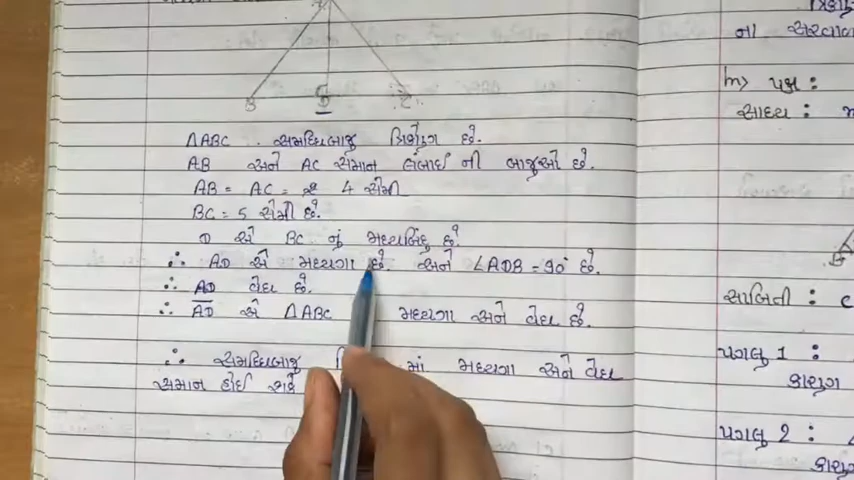 A
B
D
C
ΔABC સમદ્વિબાજુ ત્રિકોણ છે.
AB અને AC સમાન લંબાઈ ની બાજુઓ છે.
AB = AC = 4 સેમી
BC = 5 સેમી છે.
D એ BC નું મધ્યબિંદુ છે
∴ AD એ મધ્યગા છે. અને ∠ADB = 90° છે.
∴ AD વેધ છે.
∴ AD એ ΔABC મધ્યગા અને વેધ છે.
∴ સમદ્વિબાજુ માં મધ્યગા અને વેધ
સમાન હોઈ શકે
ના સરવાળ
m) પક્ષ :
સાધ્ય :
B
સાબિતી :
પગલુ 1 :
કારણ
પગલુ 2 :
કારણ